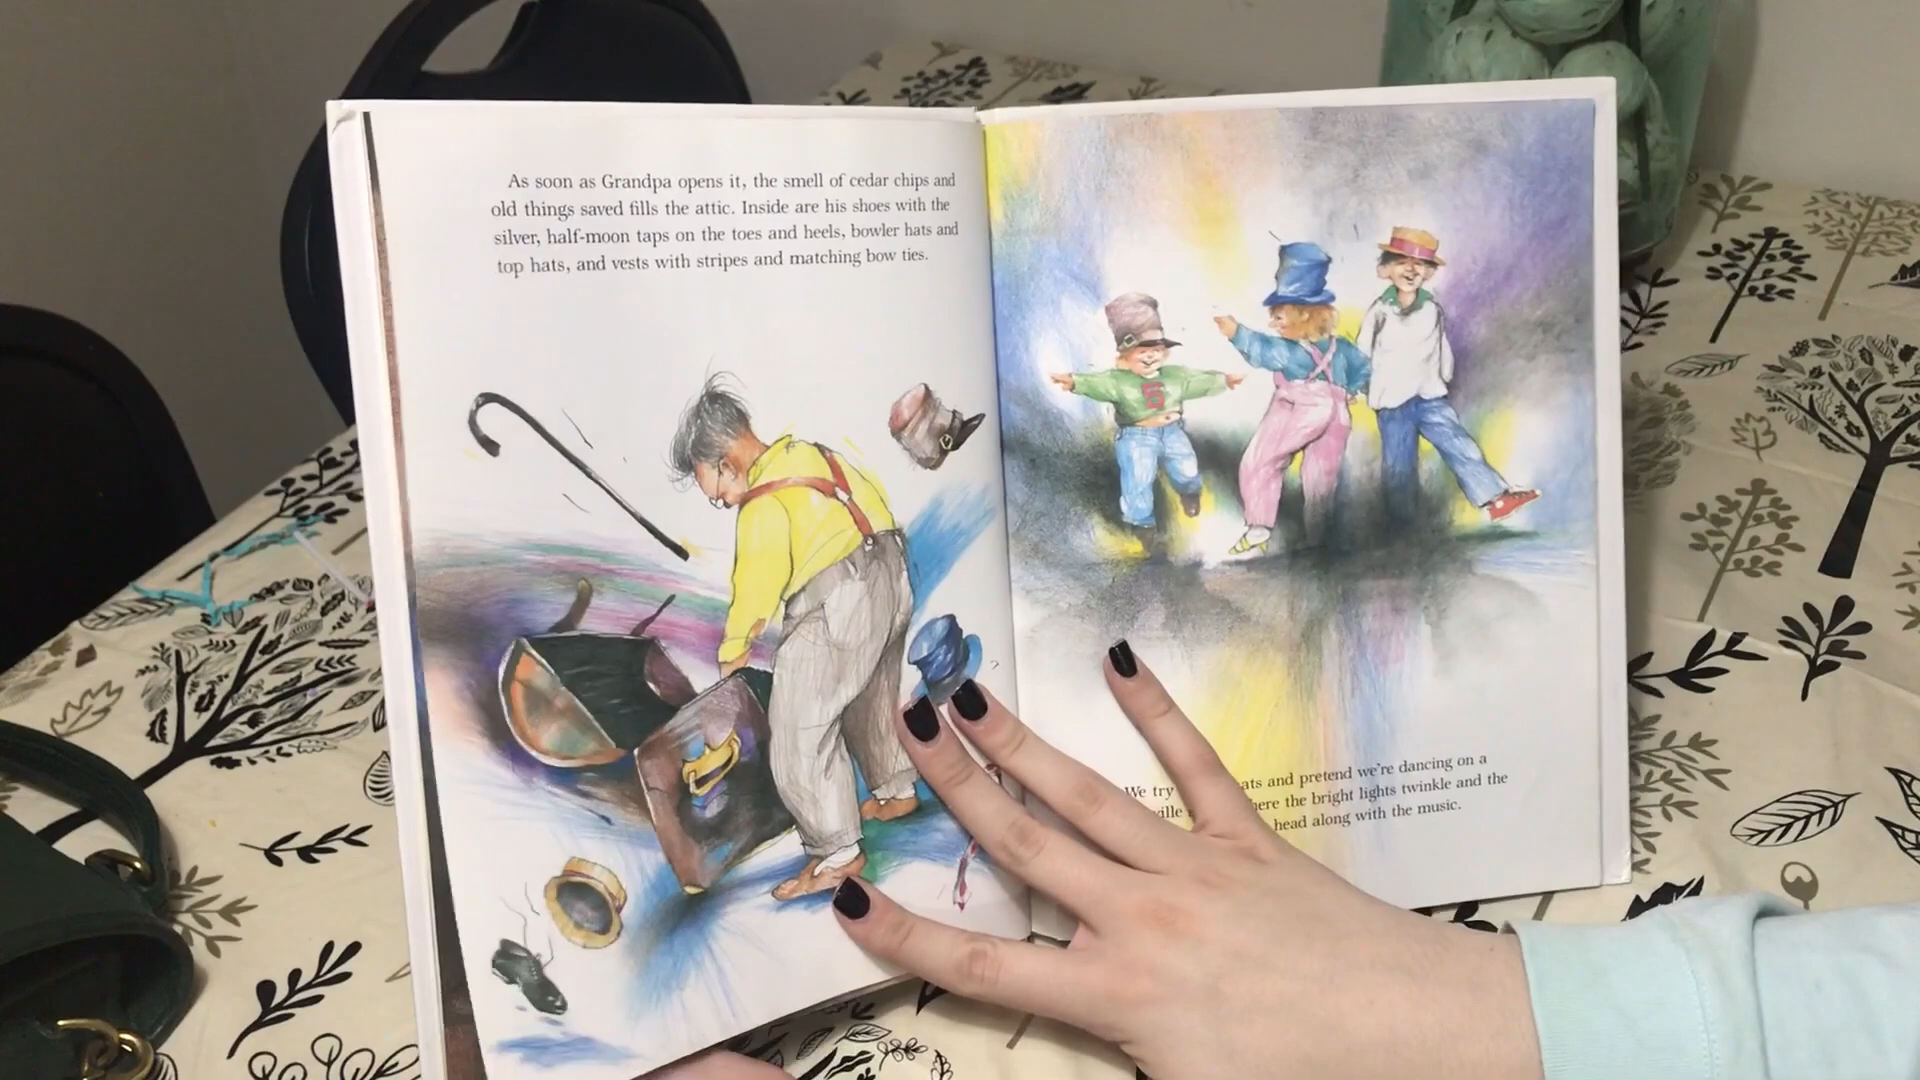 As soon as Grandpa opens it, the smell of cedar chips and
old things saved fills the attic. Inside are his shoes with the
silver, half-moon taps on the toes and heels, bowler hats and
top hats, and vests with stripes and matching bow ties.
S
We try ats and pretend we're dancing on a
ville here the bright lights twinkle and the
head along with the music.